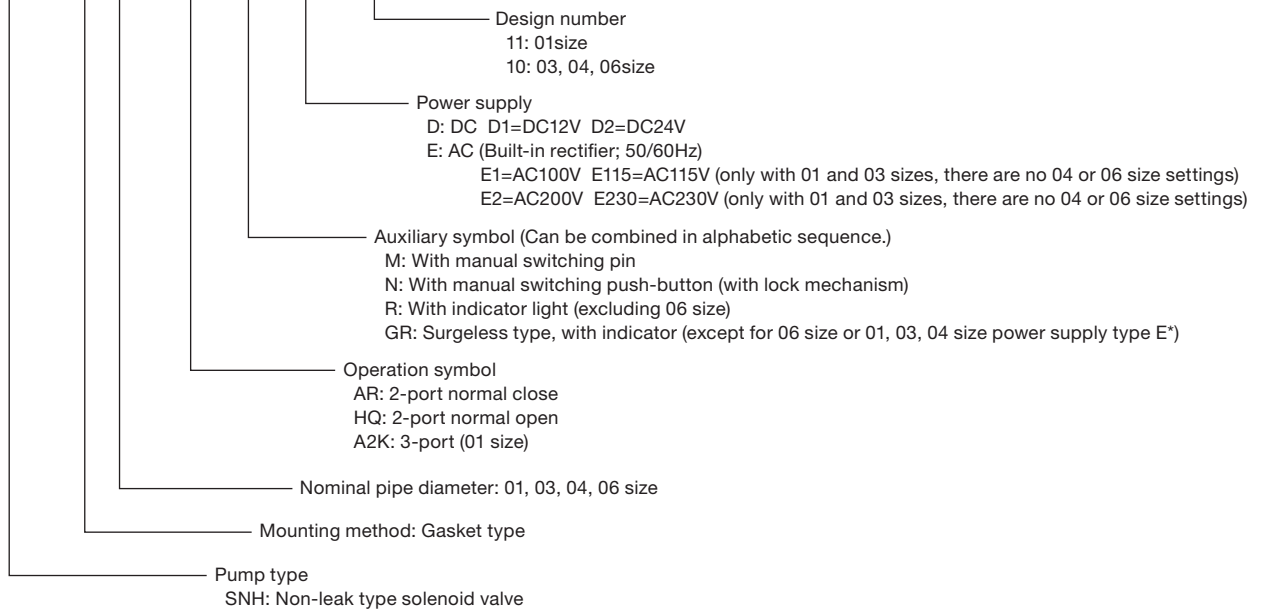 Design number
11: 01size
10: 03, 04, 06size
Power supply
D: DC D1=DC12V D2=DC24V
E: AC (Built-in rectifier; 50/60Hz)
E1=AC100V E115=AC115V (only with 01 and 03 sizes, there are no 04 or 06 size settings)
E2=AC200V E230=AC230V (only with 01 and 03 sizes, there are no 04 or 06 size settings)
Auxiliary symbol (Can be combined in alphabetic sequence.)
M: With manual switching pin
N: With manual switching push-button (with lock mechanism)
R: With indicator light (excluding 06 size)
GR: Surgeless type, with indicator (except for 06 size or 01, 03, 04 size power supply type E*)
Operation symbol
AR: 2-port normal close
HQ: 2-port normal open
A2K: 3-port (01 size)
Nominal pipe diameter: 01, 03, 04, 06 size
Mounting method: Gasket type
Pump type
SNH: Non-leak type solenoid valve